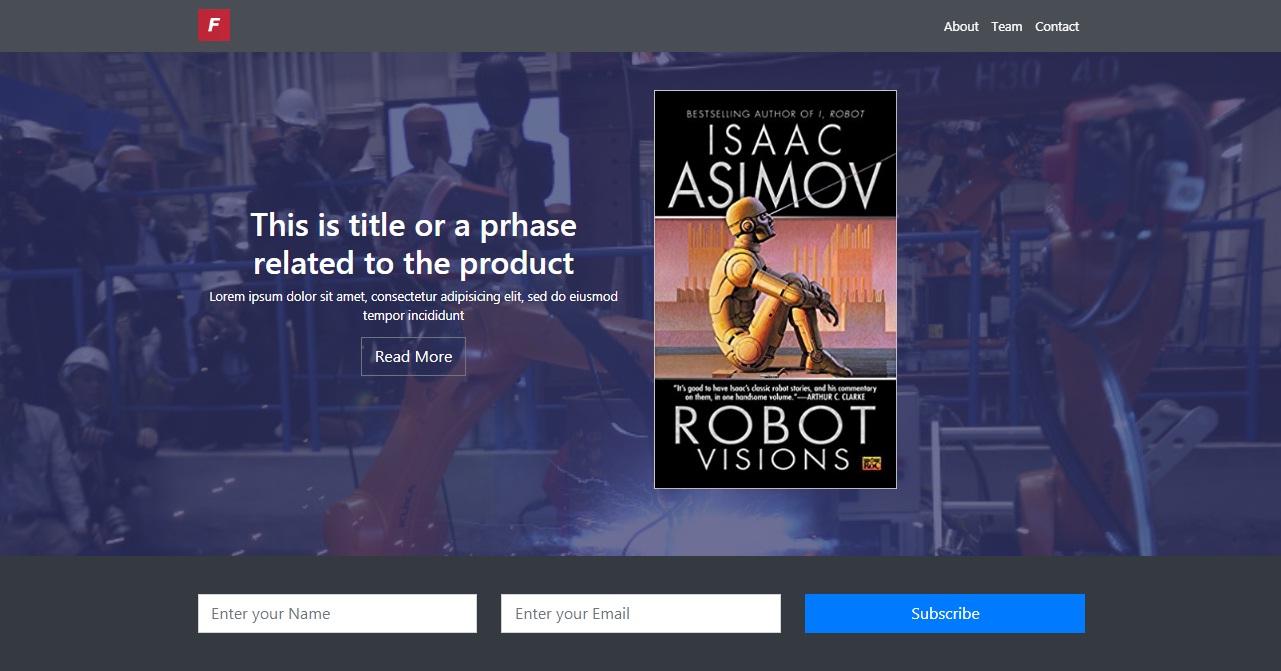 F
About Team Contact
H30 40
BESTSELLING AUTHOR OF I, ROBOT
ISAAC
ASIMOV
This is title or a prhase
related to the product
Lorem ipsum dolor sit amet, consectetur adipisicing elit, sed do eiusmod
tempor incididunt
Read More
"It's good to have Isaac's classic robot stories, and his commentary
on them, in one handsome volume."—ARTHUR C. CLARKE
ROBOT
VISIONS
Enter your Name
Enter your Email
Subscribe